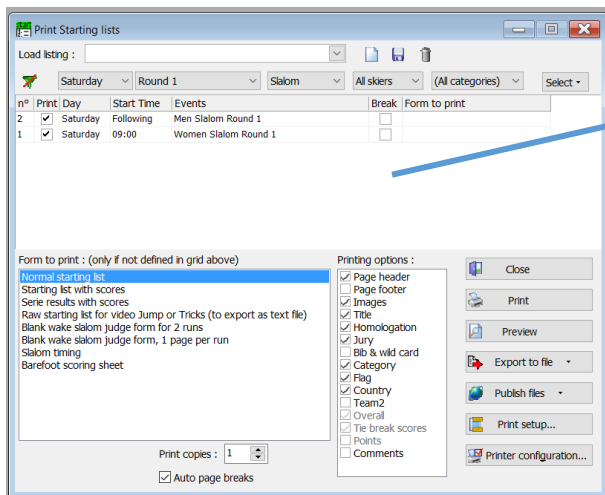 start
list
Print Starting lists
Load listing :
Saturday Round 1 Slalom All skiers (All categories) Select
n° Print Day Start Time Events Break Form to print
2 Saturday Following Men Slalom Round 1
1 Saturday 09:00 Women Slalom Round 1
Form to print : (only if not defined in grid above)
Normal starting list
Starting list with scores
Serie results with scores
Raw starting list for video Jump or Tricks (to export as text file)
Blank wake slalom judge form for 2 runs
Blank wake slalom judge form, 1 page per run
Slalom timing
Barefoot scoring sheet
Print copies : 1
Auto page breaks
Printing options :
Page header
Page footer
Images
Title
Homologation
Jury
Bib & wild card
Category
Flag
Country
Team2
Overall
Tie break scores
Points
Comments
Close
Print
Preview
Export to file
Publish files
Print setup...
Printer configuration...